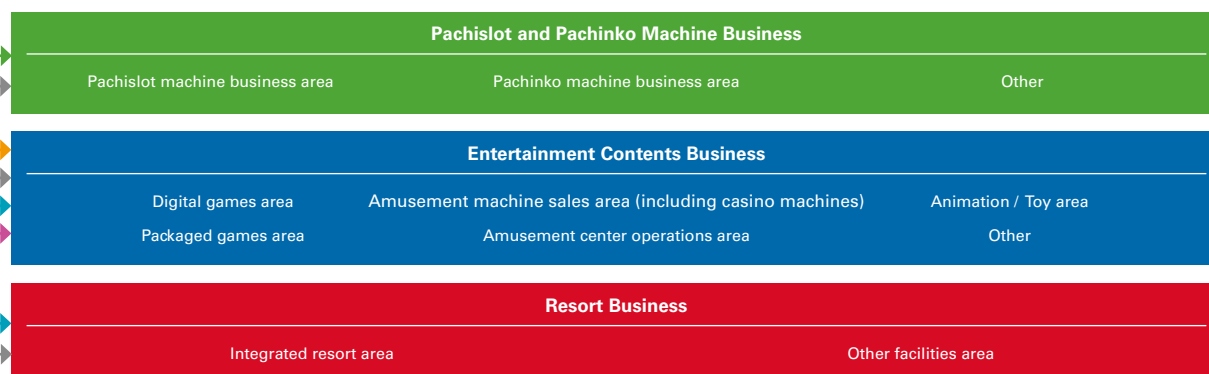 Pachislot and Pachinko Machine Business
Pachislot machine business area Pachinko machine business area Other
Entertainment Contents Business
Digital games area Amusement machine sales area (including casino machines) Animation / Toy area
Packaged games area Amusement center operations area Other
Resort Business
Integrated resort area Other facilities area